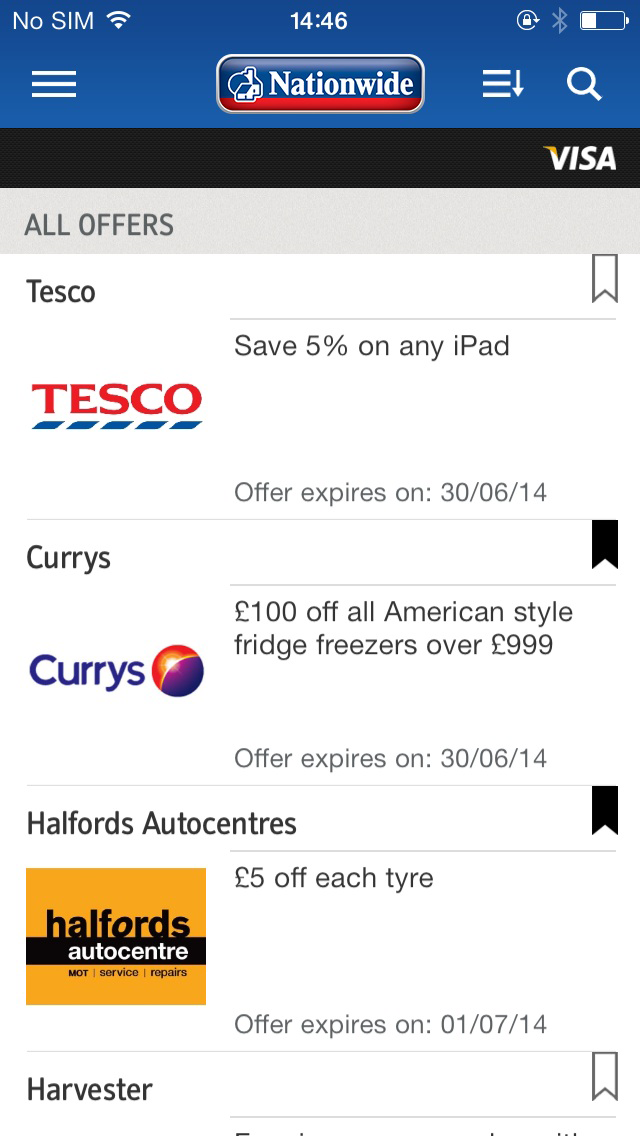 No SIM 14:46
Nationwide
VISA
ALL OFFERS
Tesco
Save 5% on any iPad
TESCO
Offer expires on: 30/06/14
Currys
£100 off all American style
fridge freezers over £999
Currys
Offer expires on: 30/06/14
Halfords Autocentres
£5 off each tyre
halfords
autocentre
MOT | service | repairs
Offer expires on: 01/07/14
Harvester